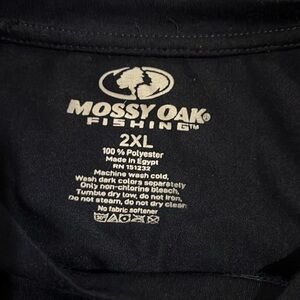 MOSSY OAK®
FISHING™
2XL
100 % Polyester
Made in Egypt
RN 151232
Machine wash cold,
Wash dark colors separately
Only non-chlorine bleach,
Tumble dry low, do not iron,
Do not steam, do not dry clean
No fabric softener